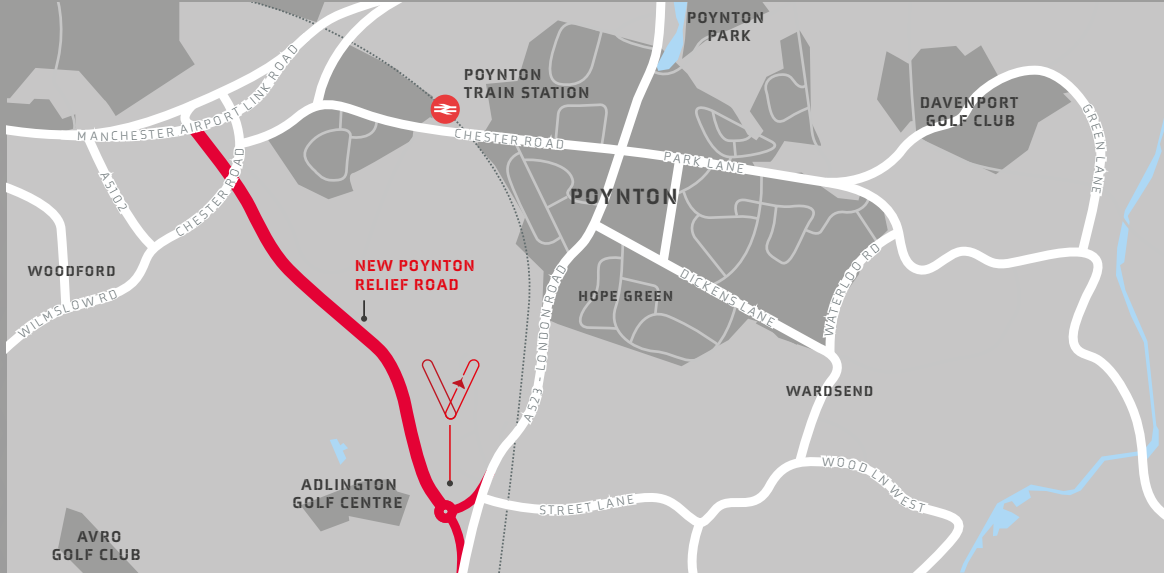 POYNTON
PARK
POYNTON
TRAIN STATION
DAVENPORT
GOLF CLUB
MANCHESTER AIRPORT LINK ROAD
CHESTER ROAD
PARK LANE
GREEN LANE
A5102
CHESTER ROAD
POYNTON
WOODFORD
WILMSLOW RD
NEW POYNTON
RELIEF ROAD
HOPE GREEN
DICKENS LANE
WATERLOO RD
A523 - LONDON ROAD
WARDSEND
ADLINGTON
GOLF CENTRE
STREET LANE
WOOD LN WEST
AVRO
GOLF CLUB